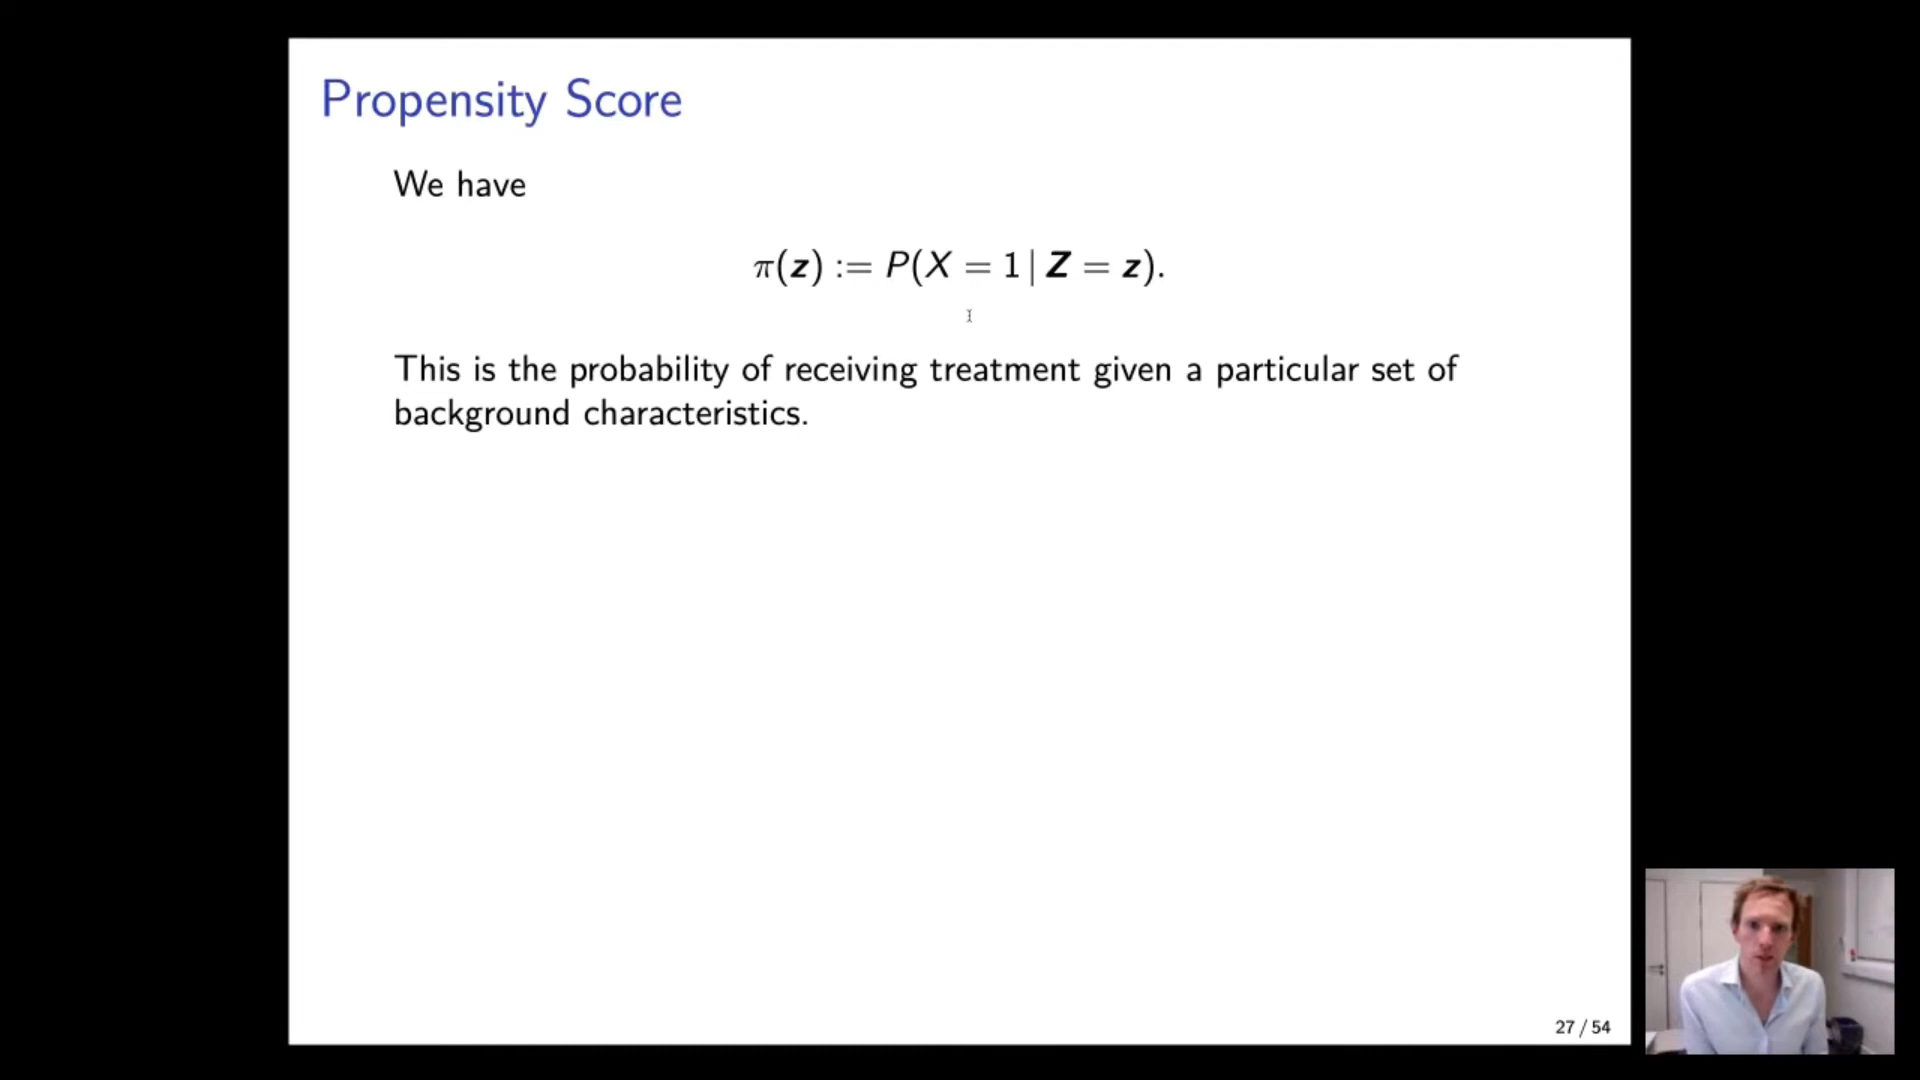 Propensity Score
We have
π(z) := P(X = 1 | Z = z).
This is the probability of receiving treatment given a particular set of
background characteristics.
27 / 54